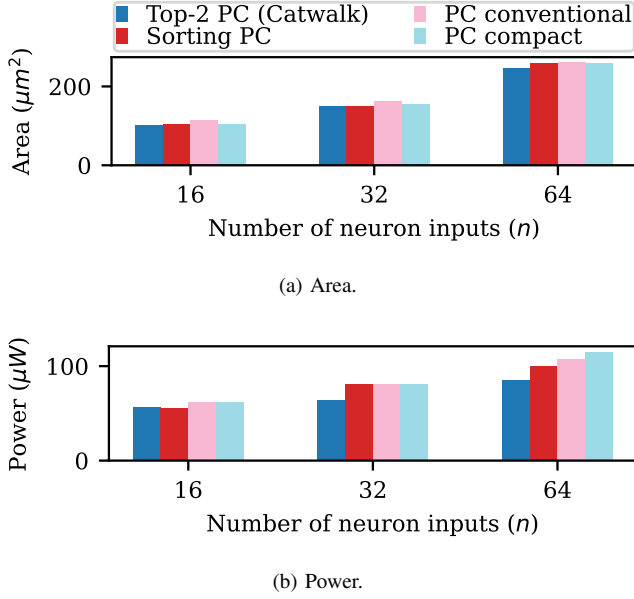 Top-2 PC (Catwalk) PC conventional
Sorting PC PC compact
Area (μm²)
200
0
16 32 64
Number of neuron inputs (n)
(a) Area.
Power (μW)
100
0
16 32 64
Number of neuron inputs (n)
(b) Power.